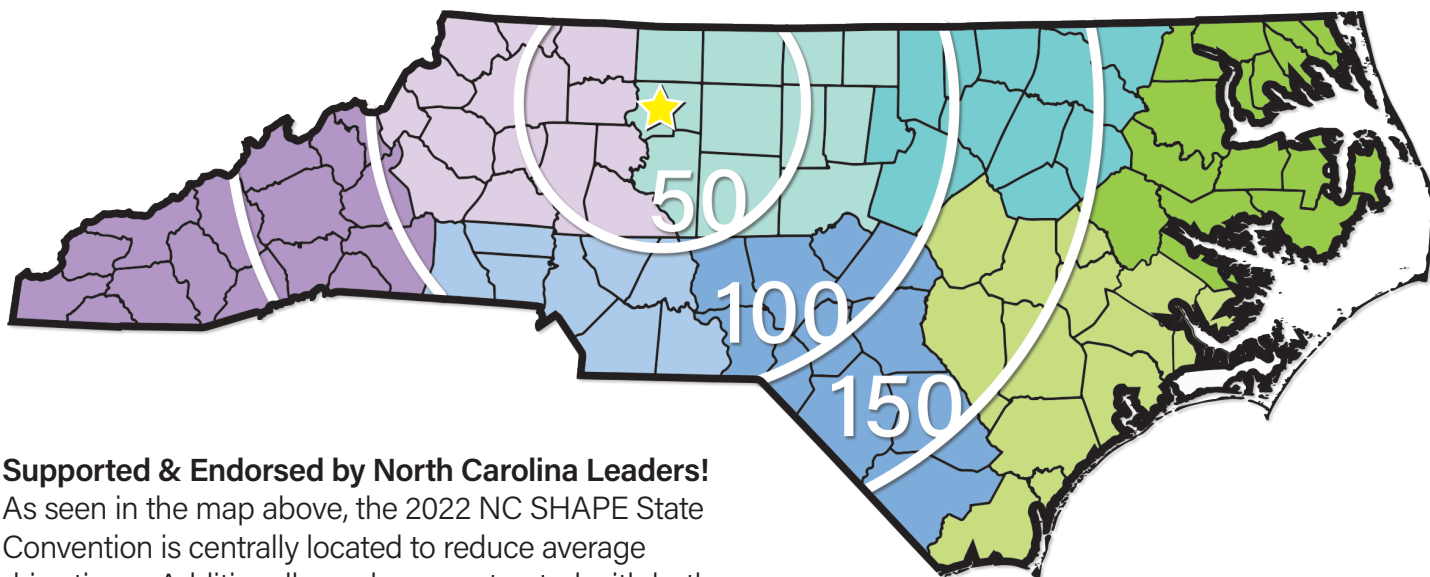 50
100
150
Supported & Endorsed by North Carolina Leaders!
As seen in the map above, the 2022 NC SHAPE State
Convention is centrally located to reduce average